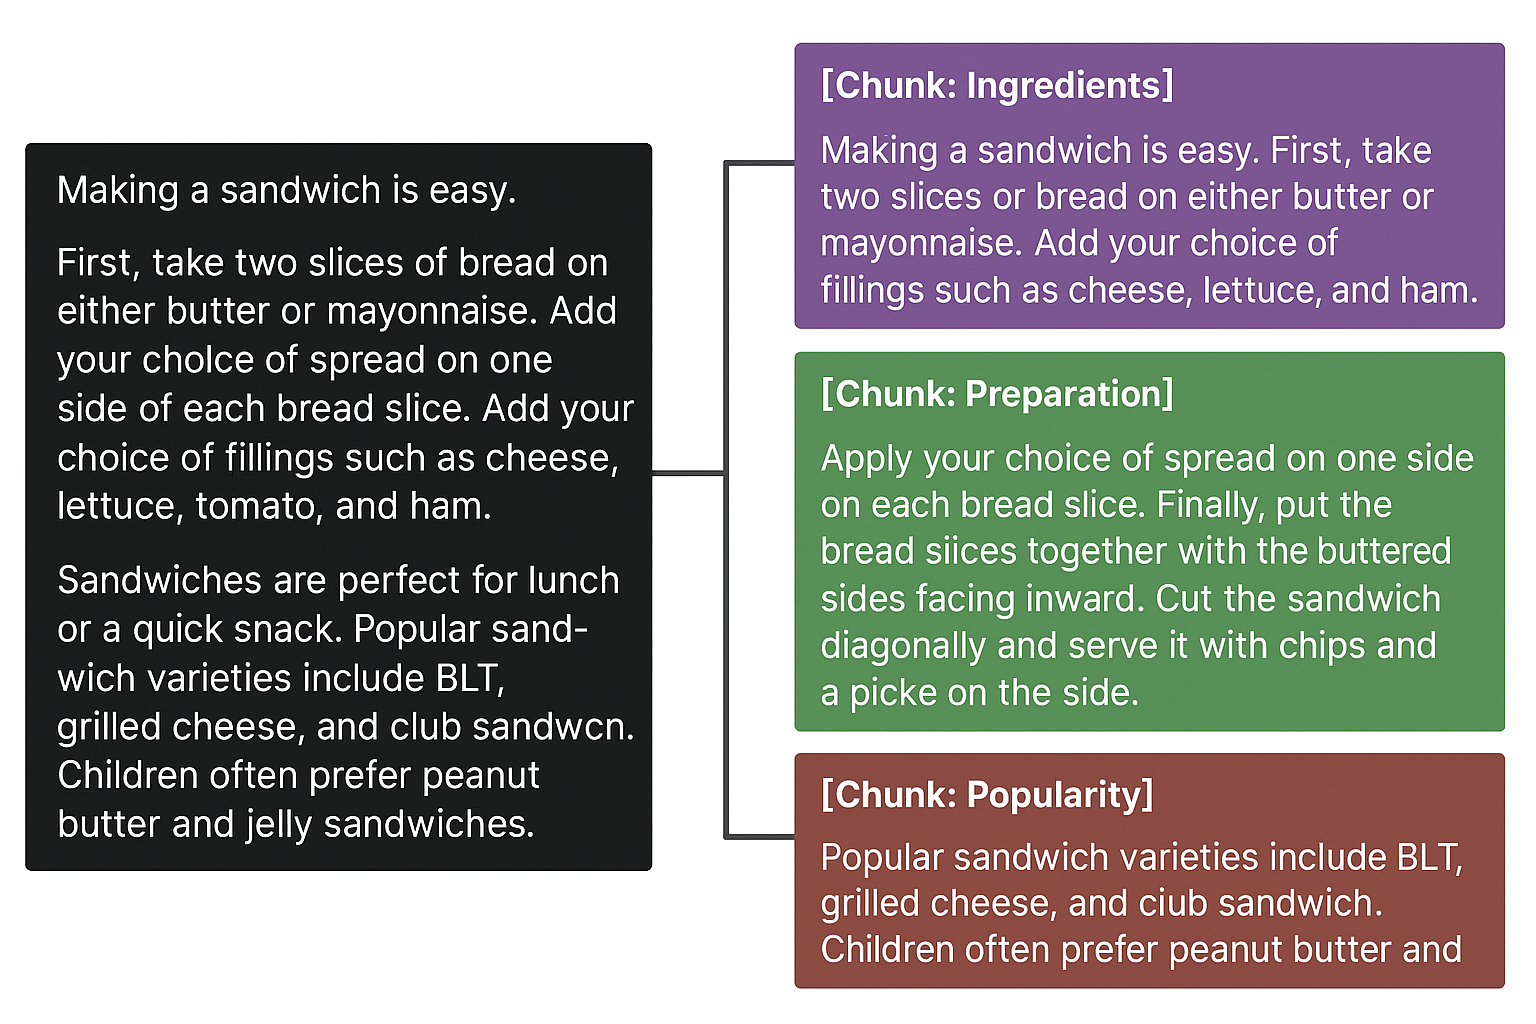 Making a sandwich is easy.
First, take two slices of bread on
either butter or mayonnaise. Add
your cholce of spread on one
side of each bread slice. Add your
choice of fillings such as cheese,
lettuce, tomato, and ham.
Sandwiches are perfect for lunch
or a quick snack. Popular sand-
wich varieties include BLT,
grilled cheese, and club sandwcn.
Children often prefer peanut
butter and jelly sandwiches.
[Chunk: Ingredients]
Making a sandwich is easy. First, take
two slices or bread on either butter or
mayonnaise. Add your choice of
fillings such as cheese, lettuce, and ham.
[Chunk: Preparation]
Apply your choice of spread on one side
on each bread slice. Finally, put the
bread siices together with the buttered
sides facing inward. Cut the sandwich
diagonally and serve it with chips and
a picke on the side.
[Chunk: Popularity]
Popular sandwich varieties include BLT,
grilled cheese, and ciub sandwich.
Children often prefer peanut butter and